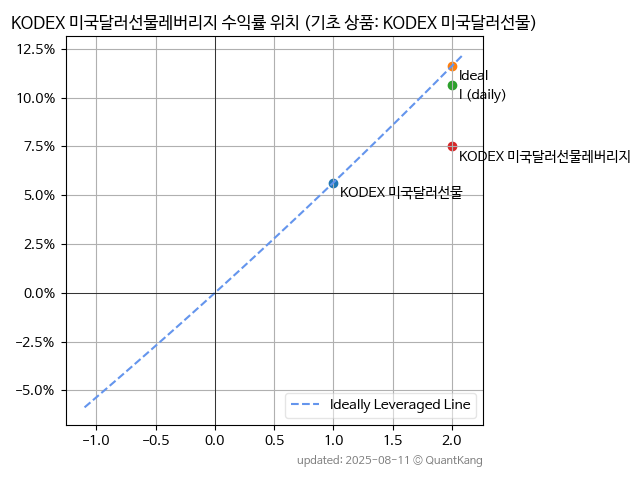 KODEX 미국달러선물레버리지 수익률 위치 (기초 상품: KODEX 미국달러선물)
12.5%
Ideal
10.0%
I (daily)
7.5%
KODEX 미국달러선물레버리지
5.0%
KODEX 미국달러선물
2.5%
0.0%
−2.5%
−5.0%
Ideally Leveraged Line
−1.0 −0.5 0.0 0.5 1.0 1.5 2.0
updated: 2025-08-11 © QuantKang